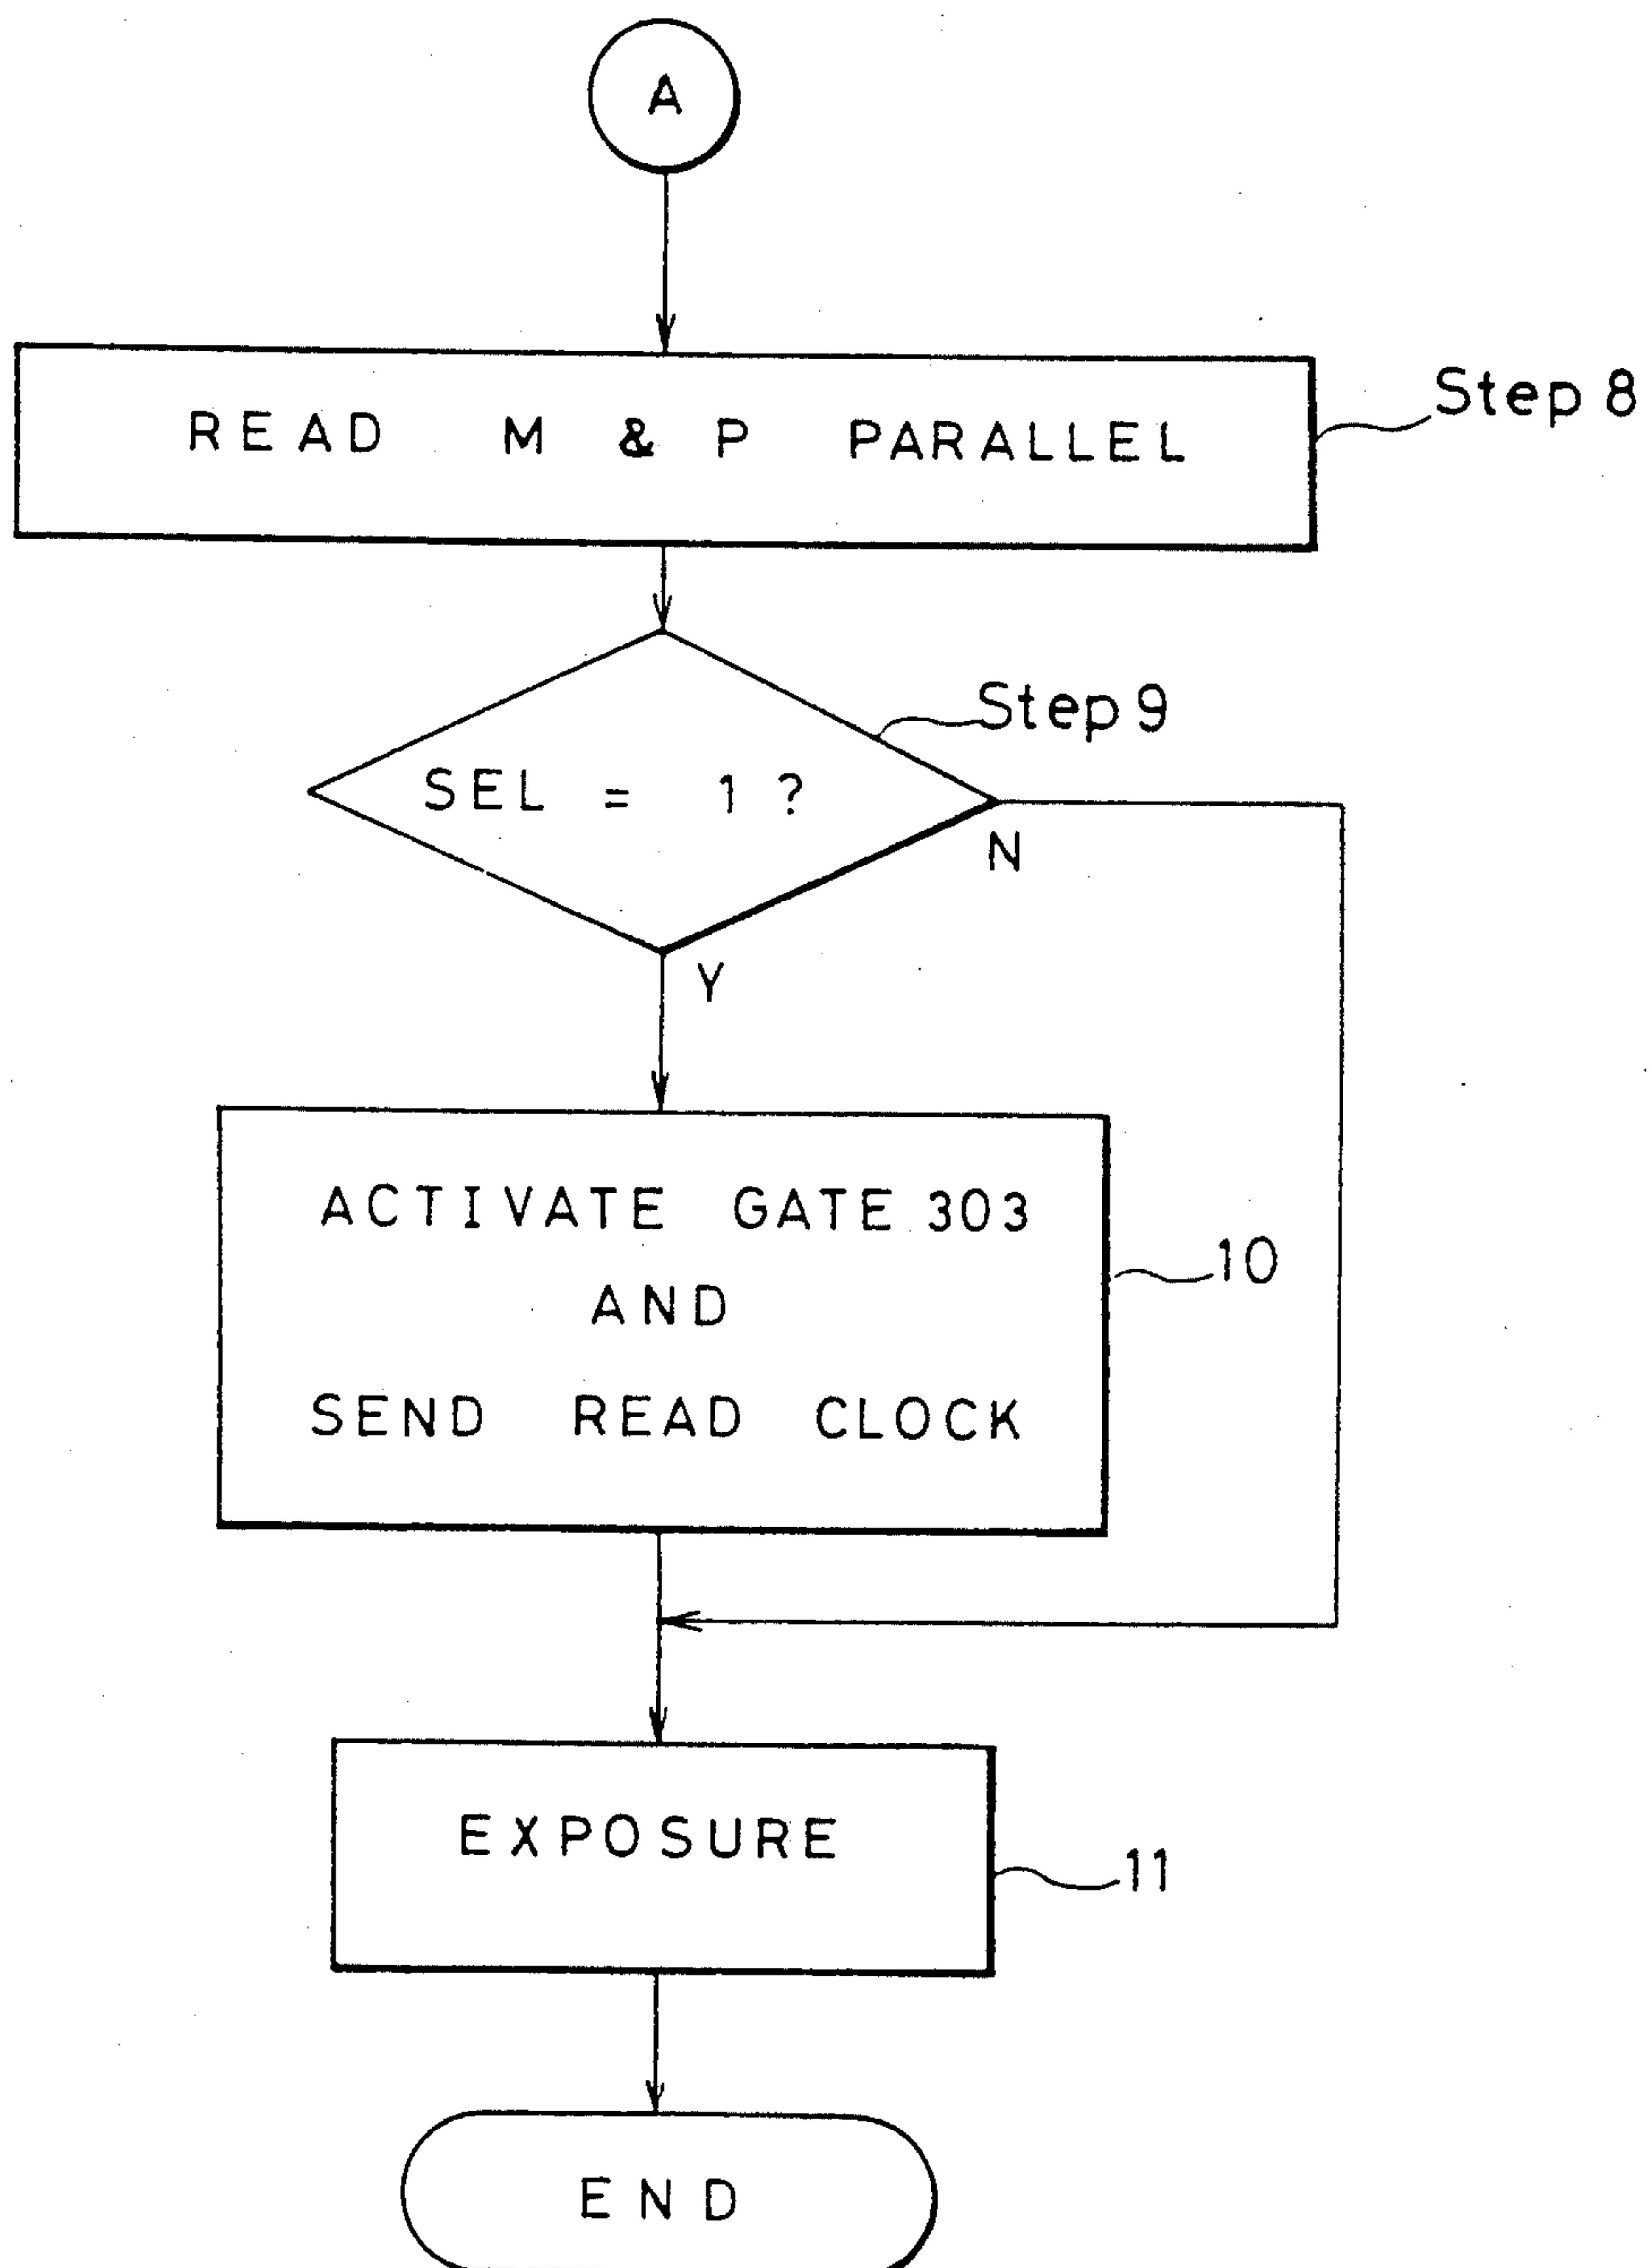 A
READ M & P PARALLEL
Step 8
Step 9
SEL = 1 ?
N
Y
ACTIVATE GATE 303
AND
SEND READ CLOCK
10
EXPOSURE
11
END